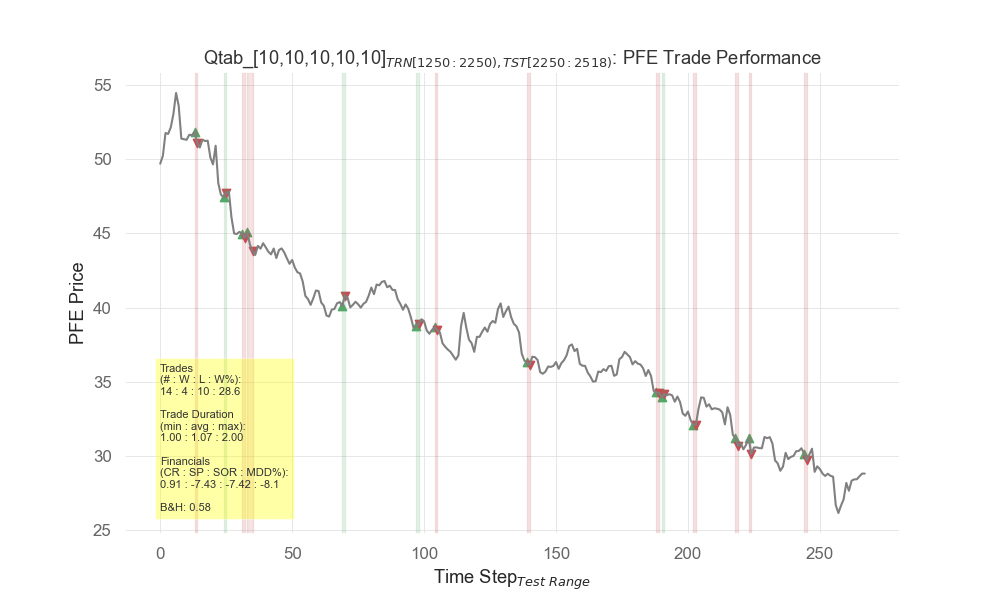 Qtab_[10,10,10,10,10]TRN[1250:2250),TST[2250:2518): PFE Trade Performance
PFE Price
55
50
45
40
35
30
25
Trades
(# : W : L : W%):
14 : 4 : 10 : 28.6
Trade Duration
(min : avg : max):
1.00 : 1.07 : 2.00
Financials
(CR : SP : SOR : MDD%):
0.91 : -7.43 : -7.42 : -8.1
B&H: 0.58
0 50 100 150 200 250
Time StepTest Range